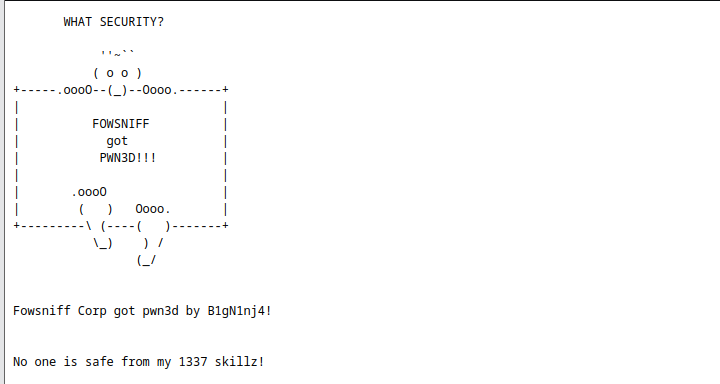 WHAT SECURITY?
''~``
( o o )
+-----.oooO--(_)--Oooo.------+
|                            |
|          FOWSNIFF          |
|            got             |
|           PWN3D!!!         |
|                            |
|       .oooO                |
|        (   )   Oooo.       |
+---------\ (----(   )-------+
\_)    ) /
(_/
Fowsniff Corp got pwn3d by B1gN1nj4!
No one is safe from my 1337 skillz!